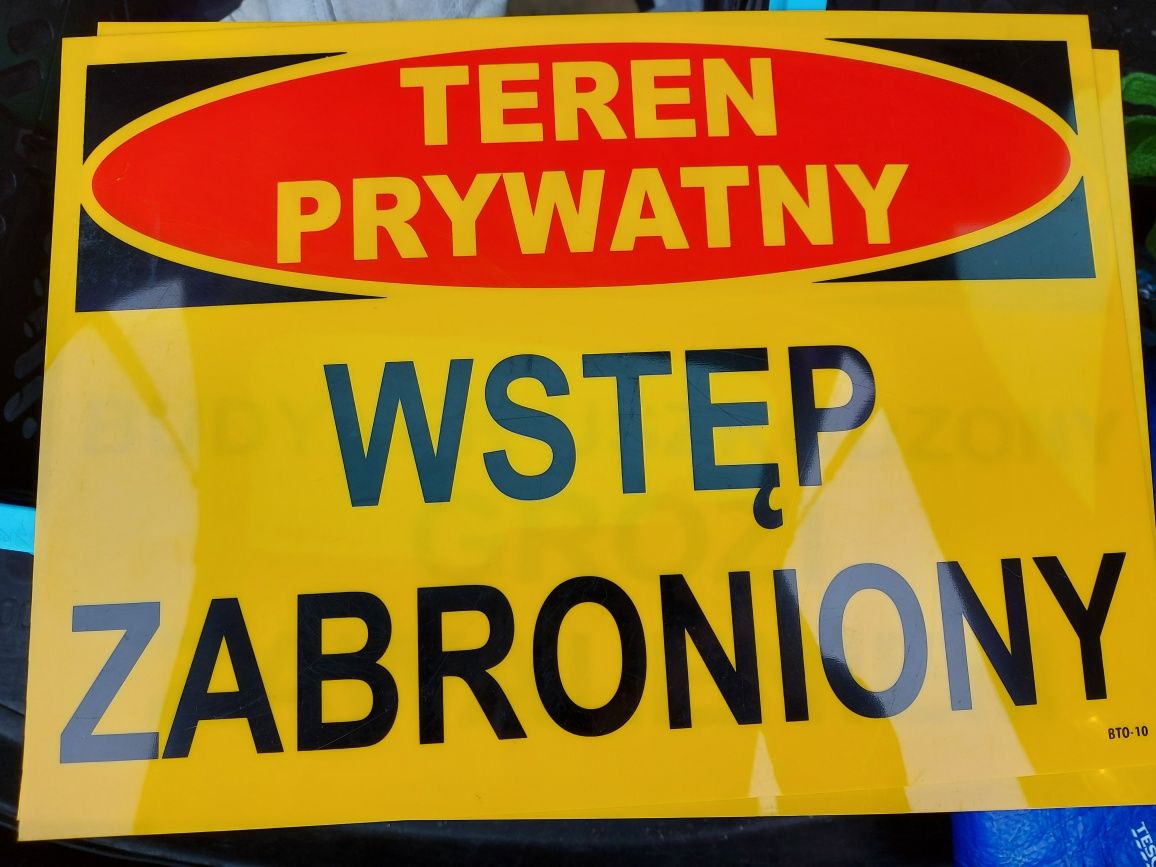 TEREN
PRYWATNY
WSTĘP
ZABRONIONY
BTO-10